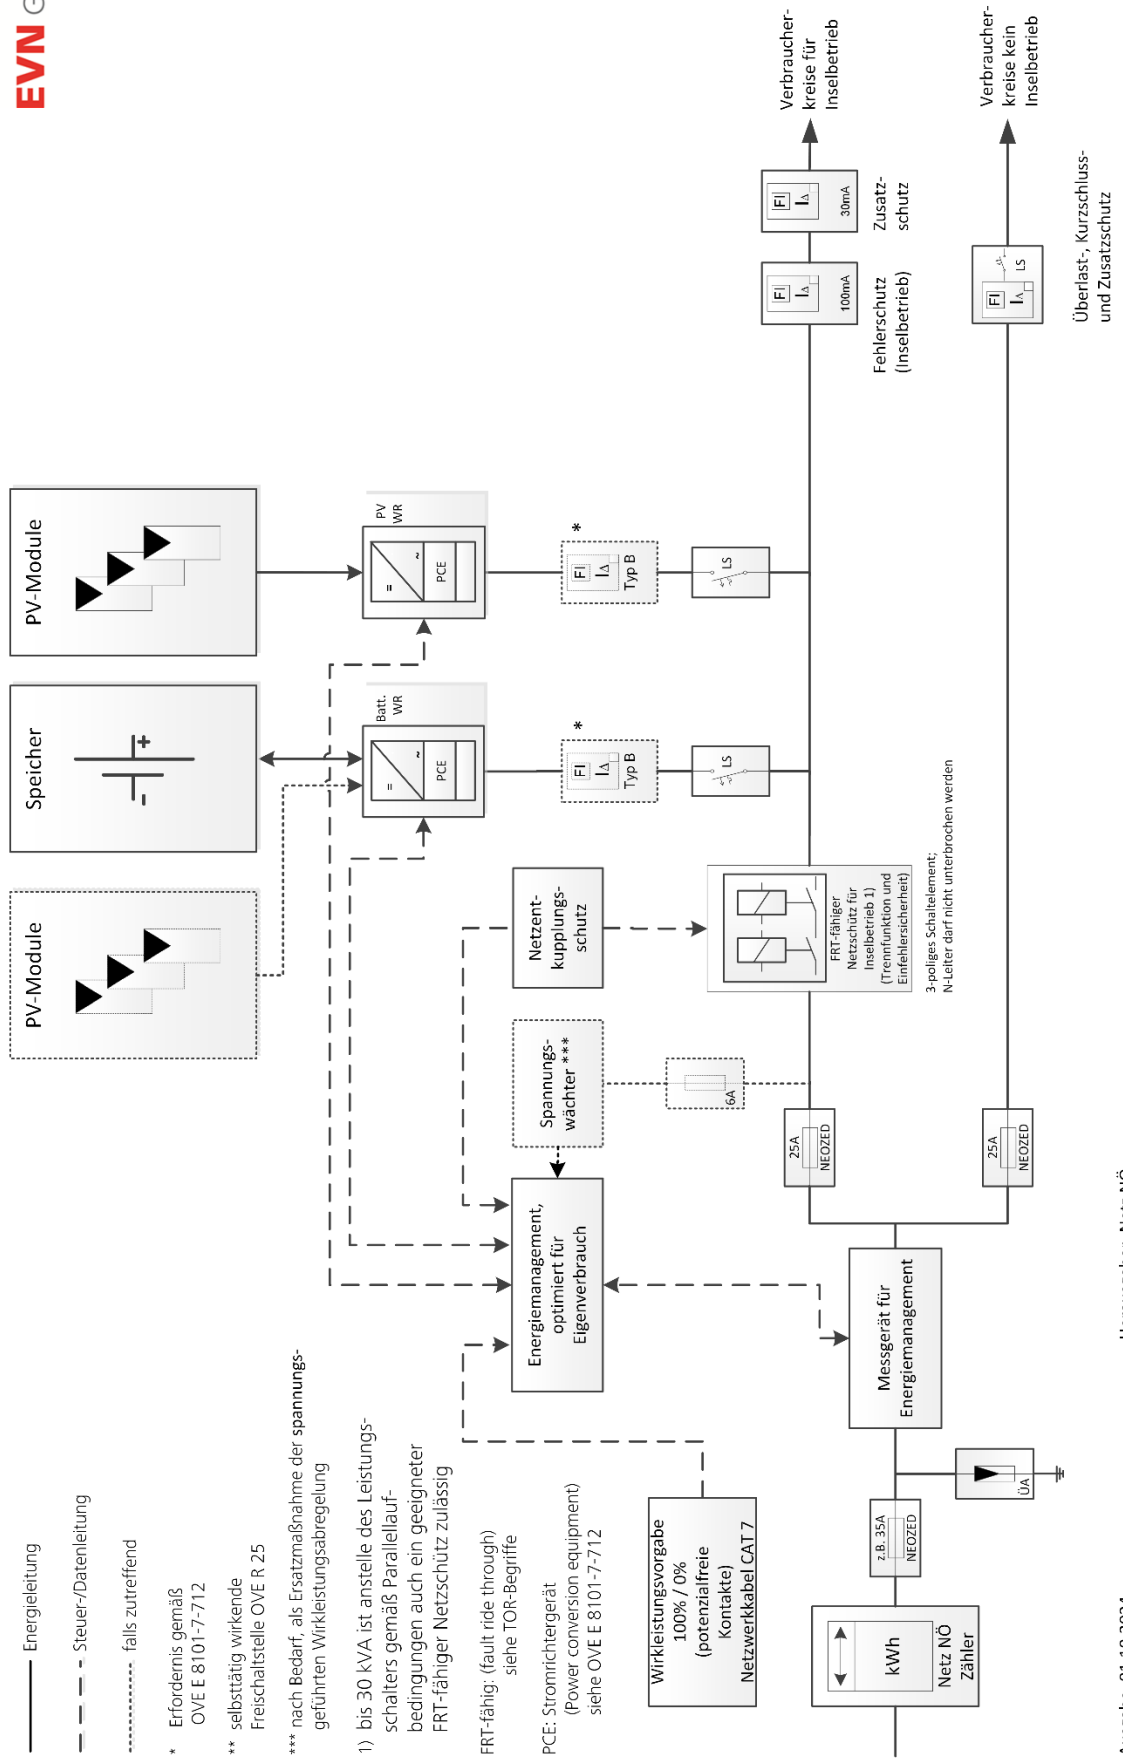 EVN
Energieleitung
Steuer-/Datenleitung
falls zutreffend
* Erfordernis gemäß
OVE E 8101-7-712
** selbsttätig wirkende
Freischaltstelle OVE R 25
*** nach Bedarf, als Ersatzmaßnahme der spannungs-
geführten Wirkleistungsabregelung
1) bis 30 kVA ist anstelle des Leistungs-
schalters gemäß Parallellauf-
bedingungen auch ein geeigneter
FRT-fähiger Netzschütz zulässig
FRT-fähig: (fault ride through)
siehe TOR-Begriffe
PCE: Stromrichtergerät
(Power conversion equipment)
siehe OVE E 8101-7-712
PV-Module
Speicher
- +
PV-Module
Batt.
WR
=
~
PCE
PV
WR
=
~
PCE
FI
I∆
Typ B
*
FI
I∆
Typ B
*
LS
LS
Netzent-
kupplungs-
schutz
Spannungs-
wächter ***
Energiemanagement,
optimiert für
Eigenverbrauch
Wirkleistungsvorgabe
100% / 0%
(potenzialfreie
Kontakte)
Netzwerkkabel CAT 7
6A
FRT-fähiger
Netzschütz für
Inselbetrieb 1)
(Trennfunktion und
Einfehlersicherheit)
3-poliges Schaltelement;
N-Leiter darf nicht unterbrochen werden
kWh
Netz NÖ
Zähler
z.B. 35A
NEOZED
ÜA
Messgerät für
Energiemanagement
25A
NEOZED
25A
NEOZED
FI
I∆
100mA
Fehlerschutz
(Inselbetrieb)
FI
I∆
30mA
Zusatz-
schutz
Verbraucher-
kreise für
Inselbetrieb
FI
I∆
LS
Überlast-, Kurzschluss-
und Zusatzschutz
Verbraucher-
kreise kein
Inselbetrieb